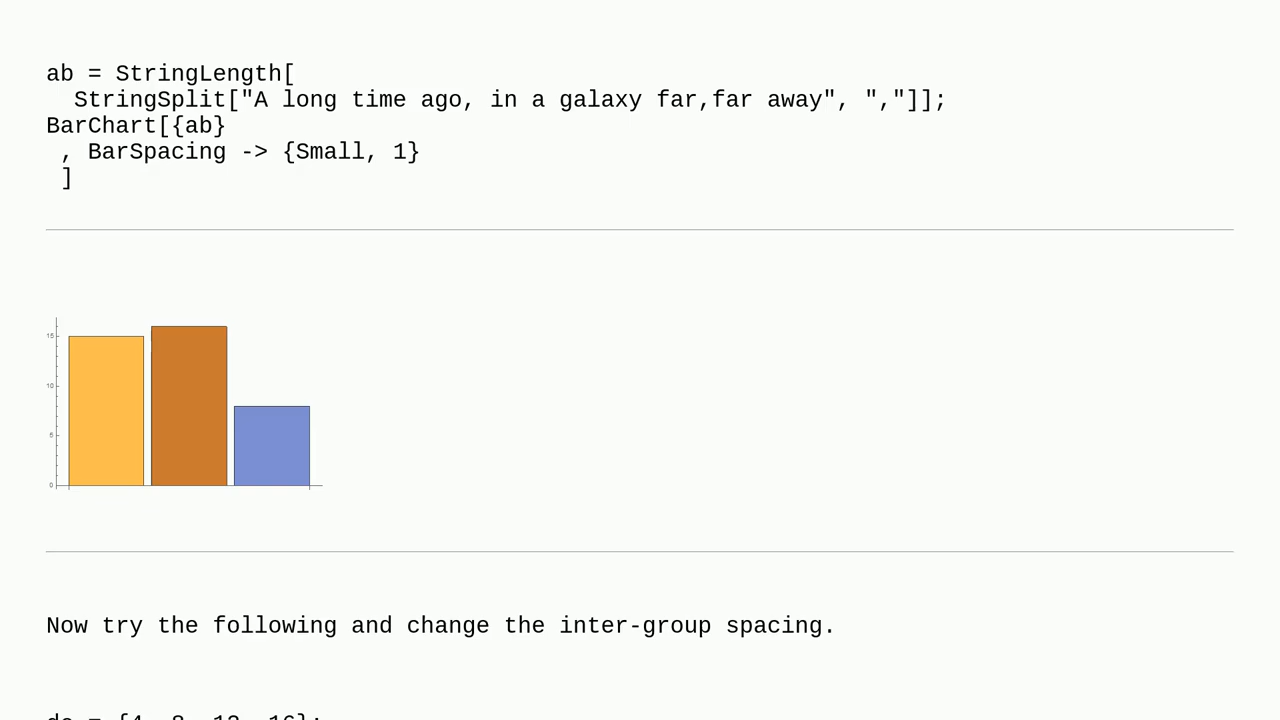 ab = StringLength[
  StringSplit["A long time ago, in a galaxy far,far away", ","]];
BarChart[{ab}
 , BarSpacing -> {Small, 1}
 ]
15
10
5
0
Now try the following and change the inter-group spacing.